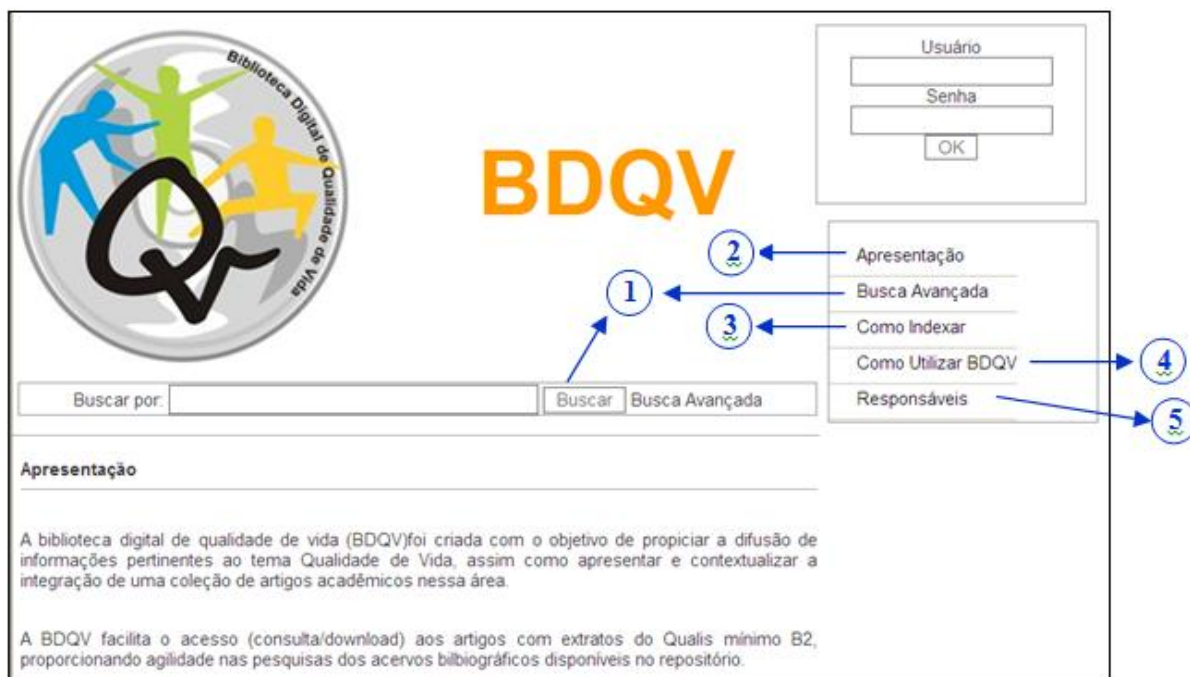 Biblioteca Digital de Qualidade de Vida
Qv
BDQV
Usuário
Senha
OK
2
Apresentação
1
Busca Avançada
3
Como Indexar
Como Utilizar BDQV
4
Responsáveis
5
Buscar por:
Buscar
Busca Avançada
Apresentação
A biblioteca digital de qualidade de vida (BDQV)foi criada com o objetivo de propiciar a difusão de
informações pertinentes ao tema Qualidade de Vida, assim como apresentar e contextualizar a
integração de uma coleção de artigos acadêmicos nessa área.
A BDQV facilita o acesso (consulta/download) aos artigos com extratos do Qualis mínimo B2,
proporcionando agilidade nas pesquisas dos acervos bilbiográficos disponíveis no repositório.